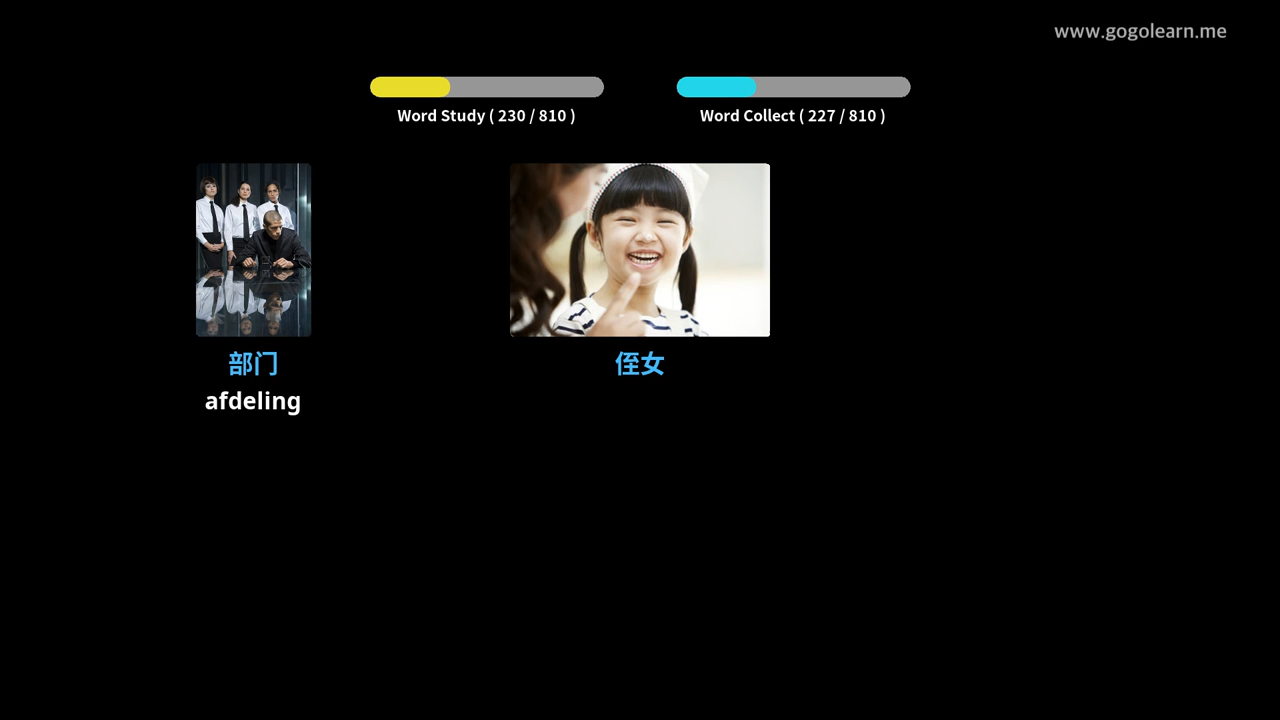 www.gogolearn.me
Word Study ( 230 / 810 )
Word Collect ( 227 / 810 )
部门
afdeling
侄女